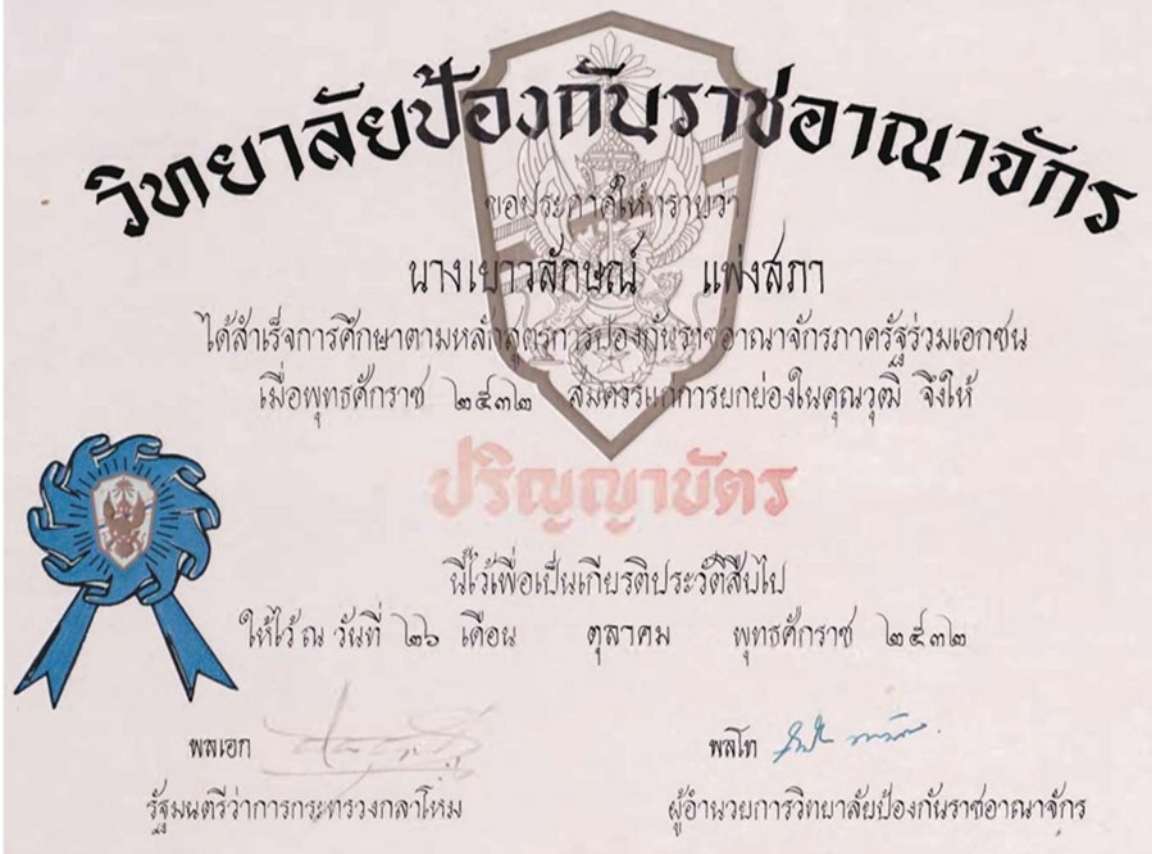 วิทยาลัยป้องกันราชอาณาจักร
ขอประกาศให้ทราบว่า
นางเยาวลักษณ์ แพ่งสภา
ได้สำเร็จการศึกษาตามหลักสูตรการป้องกันราชอาณาจักรภาครัฐร่วมเอกชน
เมื่อพุทธศักราช ๒๕๓๒ สมควรแก่การยกย่องในคุณวุฒิ จึงให้
ปริญญาบัตร
นี้ไว้เพื่อเป็นเกียรติประวัติสืบไป
ให้ไว้ ณ วันที่ ๒๖ เดือน ตุลาคม พุทธศักราช ๒๕๓๒
พลเอก
พลโท
รัฐมนตรีว่าการกระทรวงกลาโหม
ผู้อำนวยการวิทยาลัยป้องกันราชอาณาจักร